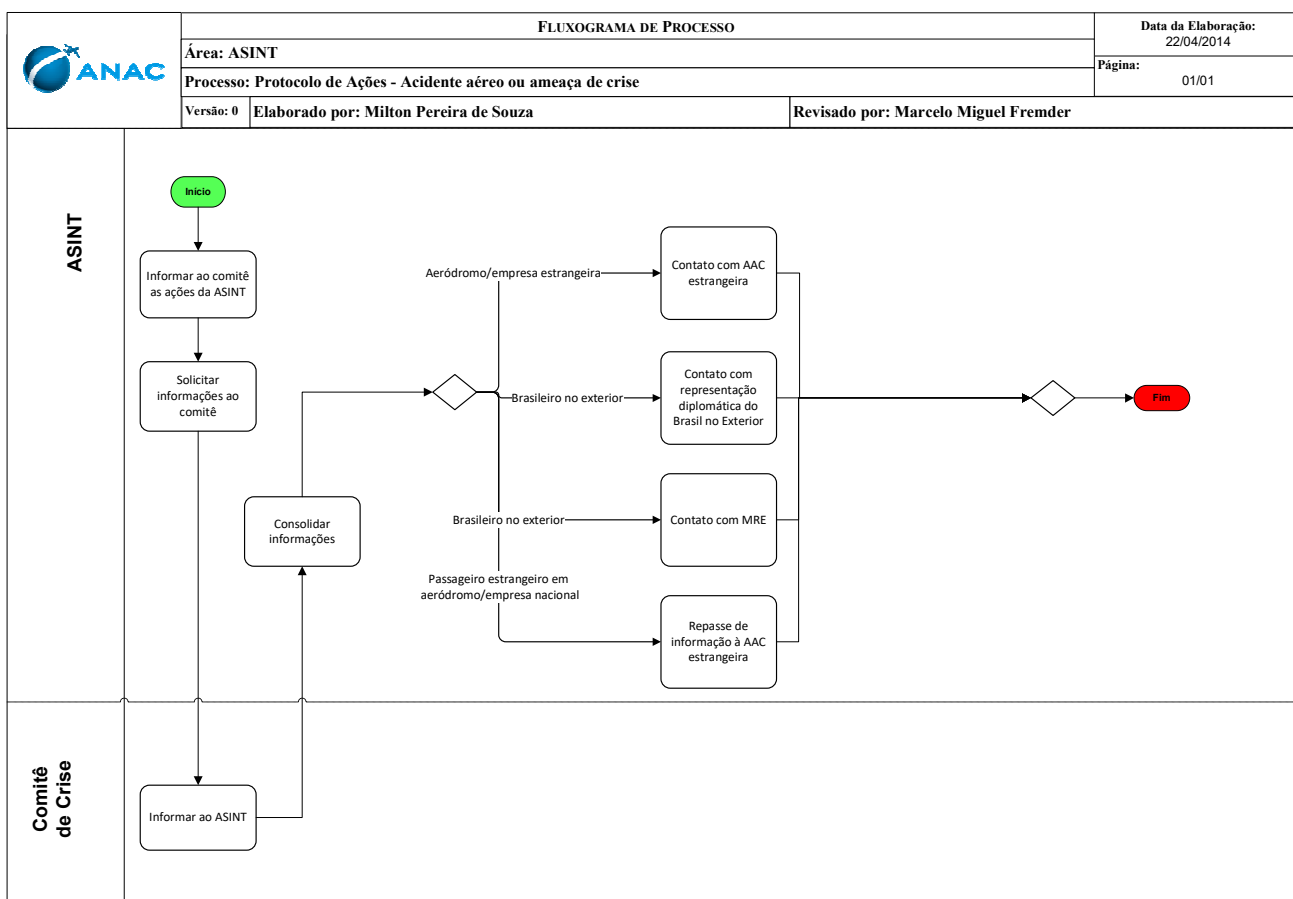 ANAC
FLUXOGRAMA DE PROCESSO
Data da Elaboração:
22/04/2014
Área: ASINT
Página:
01/01
Processo: Protocolo de Ações - Acidente aéreo ou ameaça de crise
Versão: 0
Elaborado por: Milton Pereira de Souza
Revisado por: Marcelo Miguel Fremder
ASINT
Início
Informar ao comitê
as ações da ASINT
Solicitar
informações ao
comitê
Consolidar
informações
Aeródromo/empresa estrangeira
Contato com AAC
estrangeira
Brasileiro no exterior
Contato com
representação
diplomática do
Brasil no Exterior
Brasileiro no exterior
Contato com MRE
Passageiro estrangeiro em
aeródromo/empresa nacional
Repasse de
informação à AAC
estrangeira
Fim
Comitê
de Crise
Informar ao ASINT